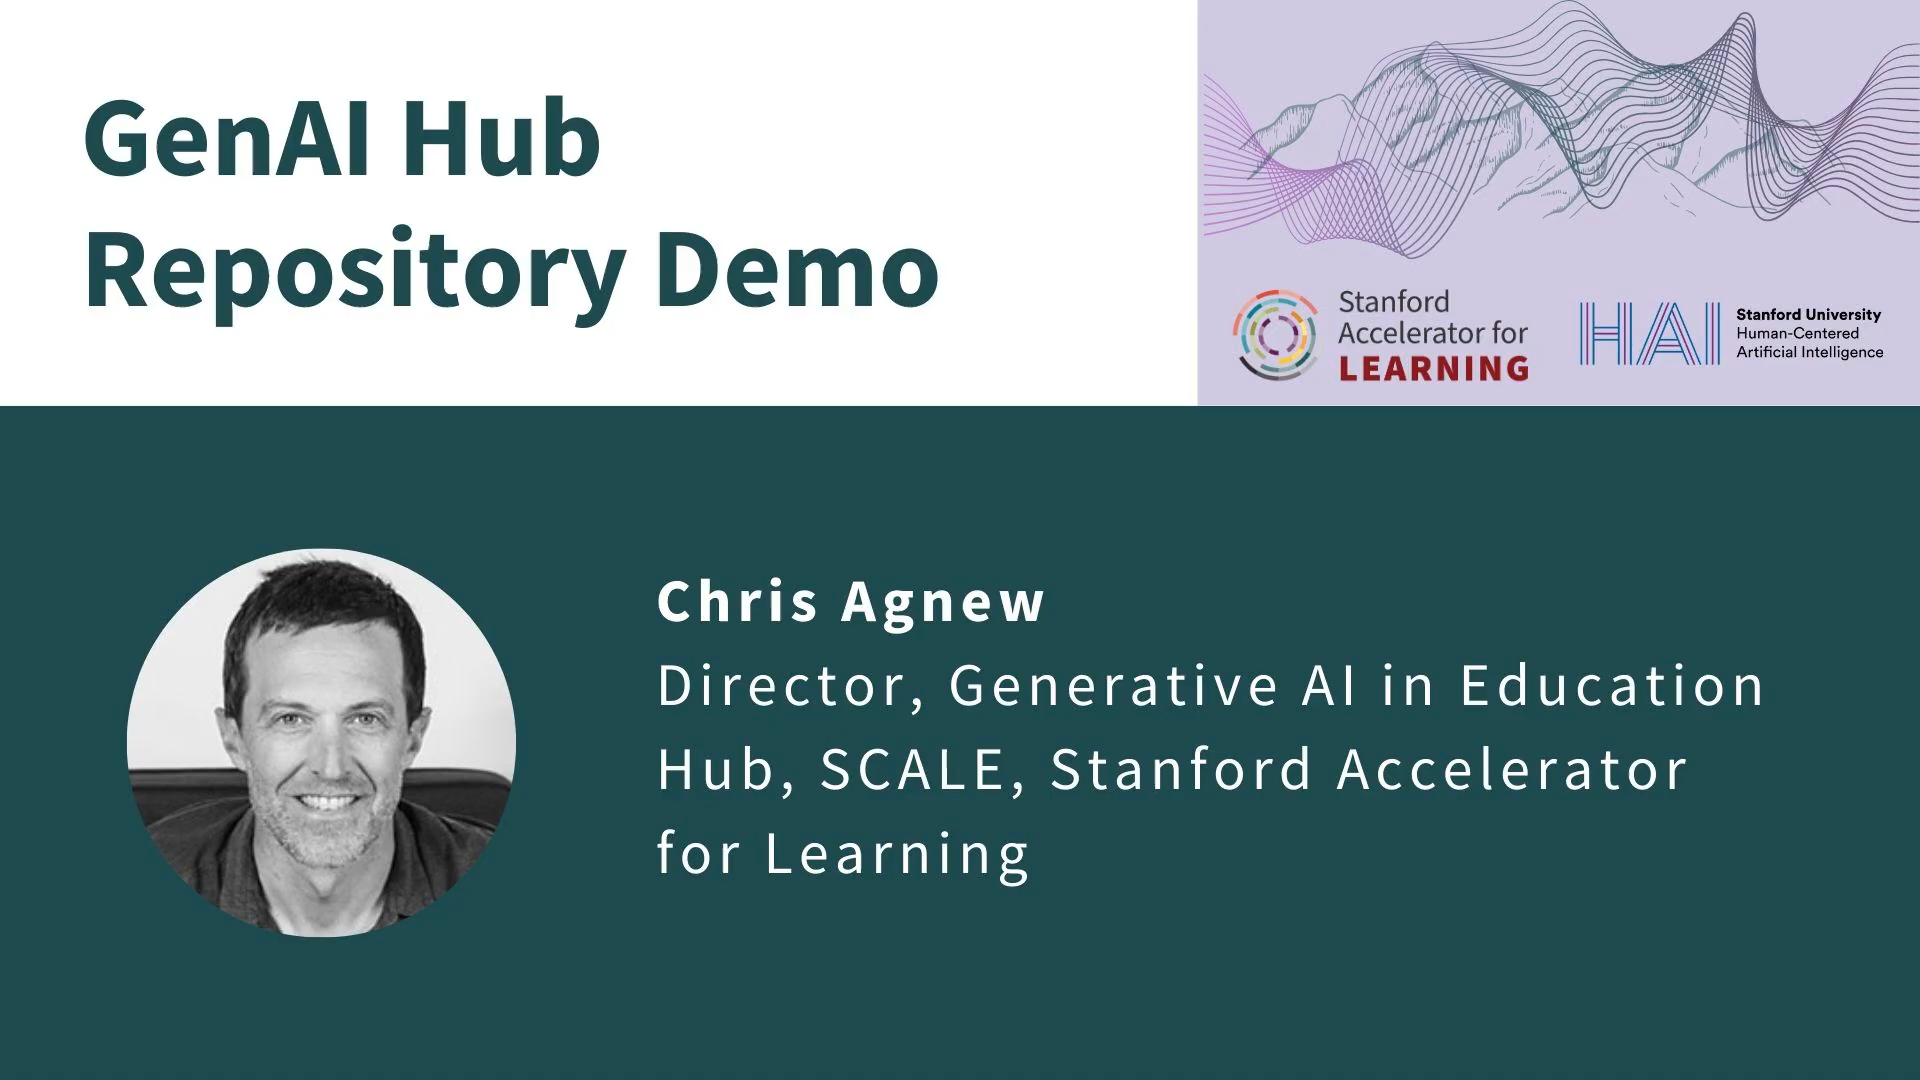 GenAI Hub
Repository Demo
Stanford
Accelerator for
LEARNING
HAI
Stanford University
Human-Centered
Artificial Intelligence
Chris Agnew
Director, Generative AI in Education
Hub, SCALE, Stanford Accelerator
for Learning